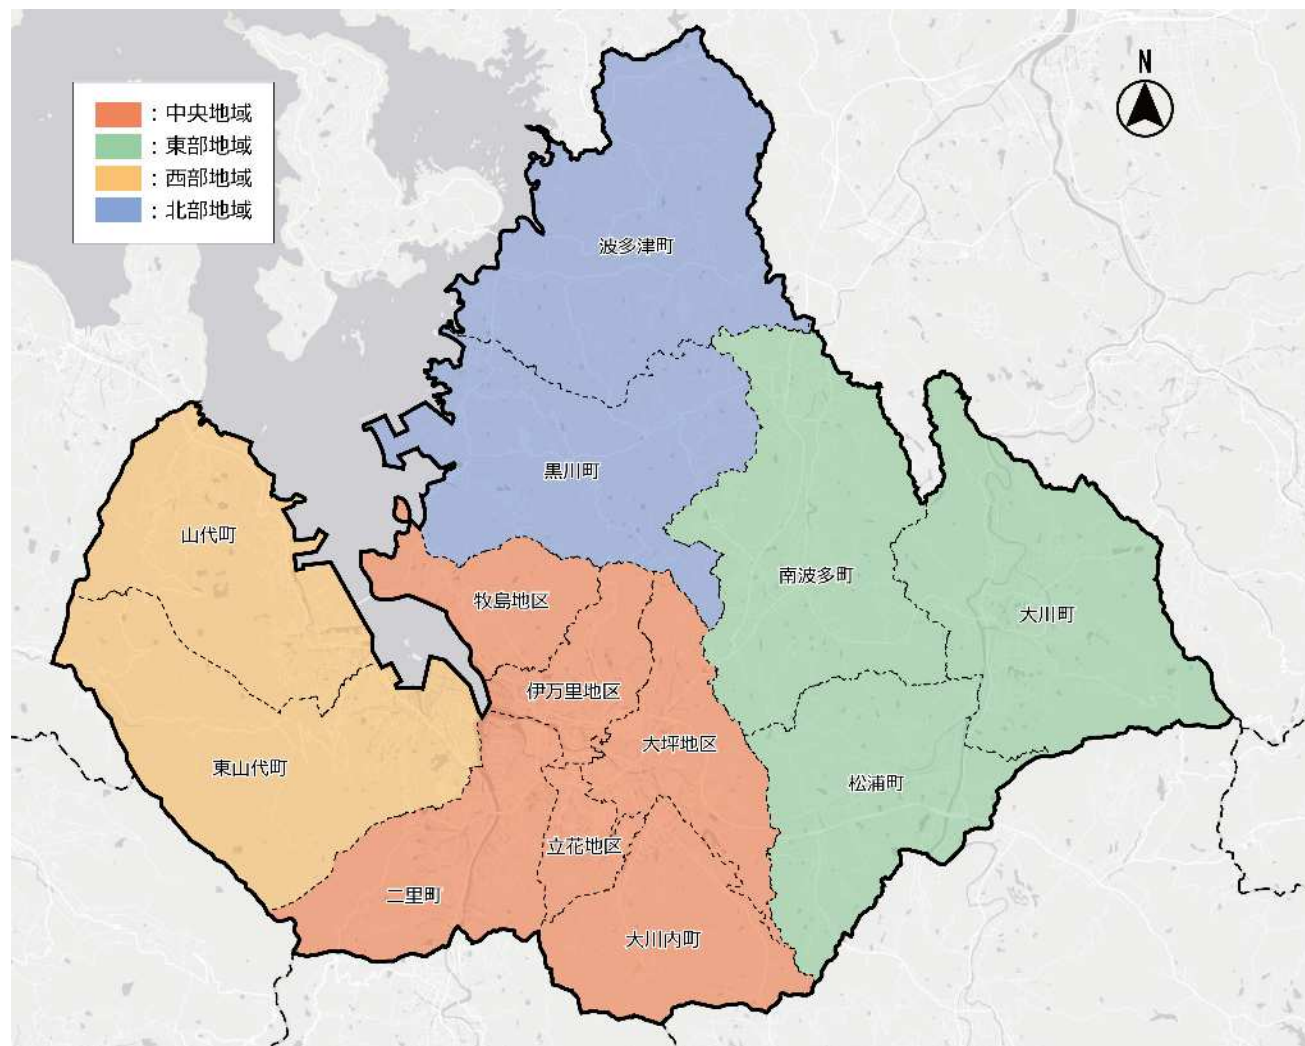 N
：中央地域
：東部地域
：西部地域
：北部地域
波多津町
黒川町
山代町
南波多町
牧島地区
大川町
伊万里地区
大坪地区
東山代町
松浦町
立花地区
二里町
大川内町